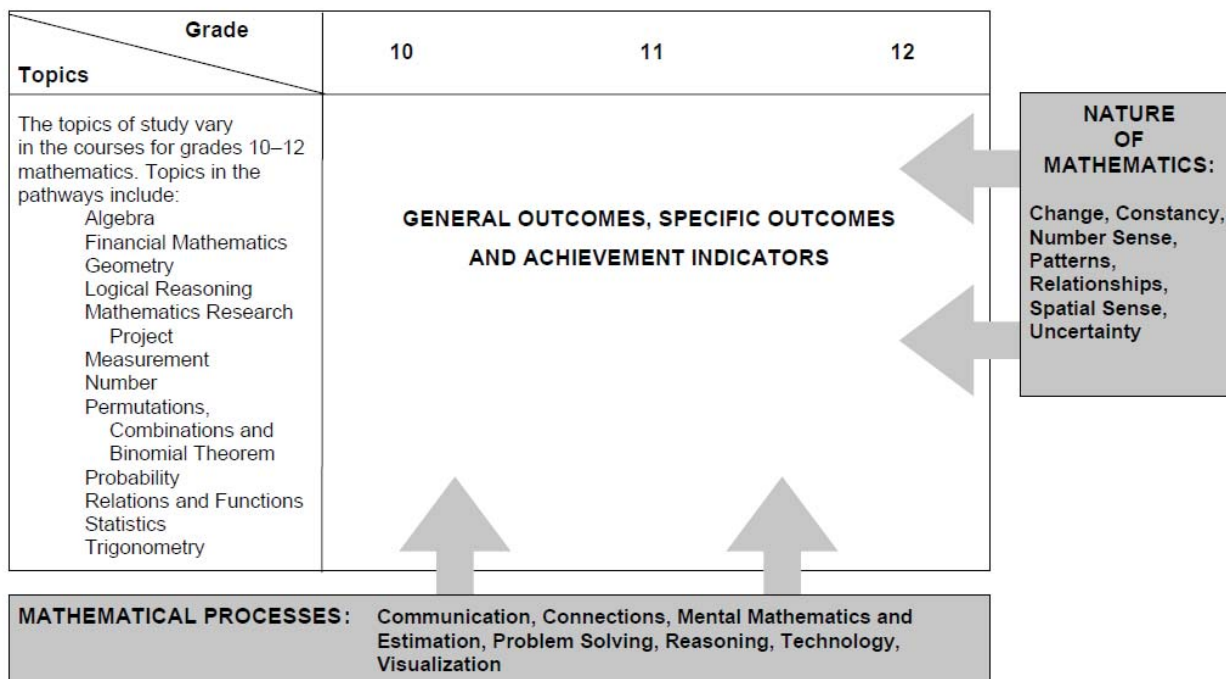 Grade
Topics
10 11 12
The topics of study vary
in the courses for grades 10–12
mathematics. Topics in the
pathways include:
Algebra
Financial Mathematics
Geometry
Logical Reasoning
Mathematics Research
Project
Measurement
Number
Permutations,
Combinations and
Binomial Theorem
Probability
Relations and Functions
Statistics
Trigonometry
GENERAL OUTCOMES, SPECIFIC OUTCOMES
AND ACHIEVEMENT INDICATORS
NATURE
OF
MATHEMATICS:
Change, Constancy,
Number Sense,
Patterns,
Relationships,
Spatial Sense,
Uncertainty
MATHEMATICAL PROCESSES: Communication, Connections, Mental Mathematics and
Estimation, Problem Solving, Reasoning, Technology,
Visualization